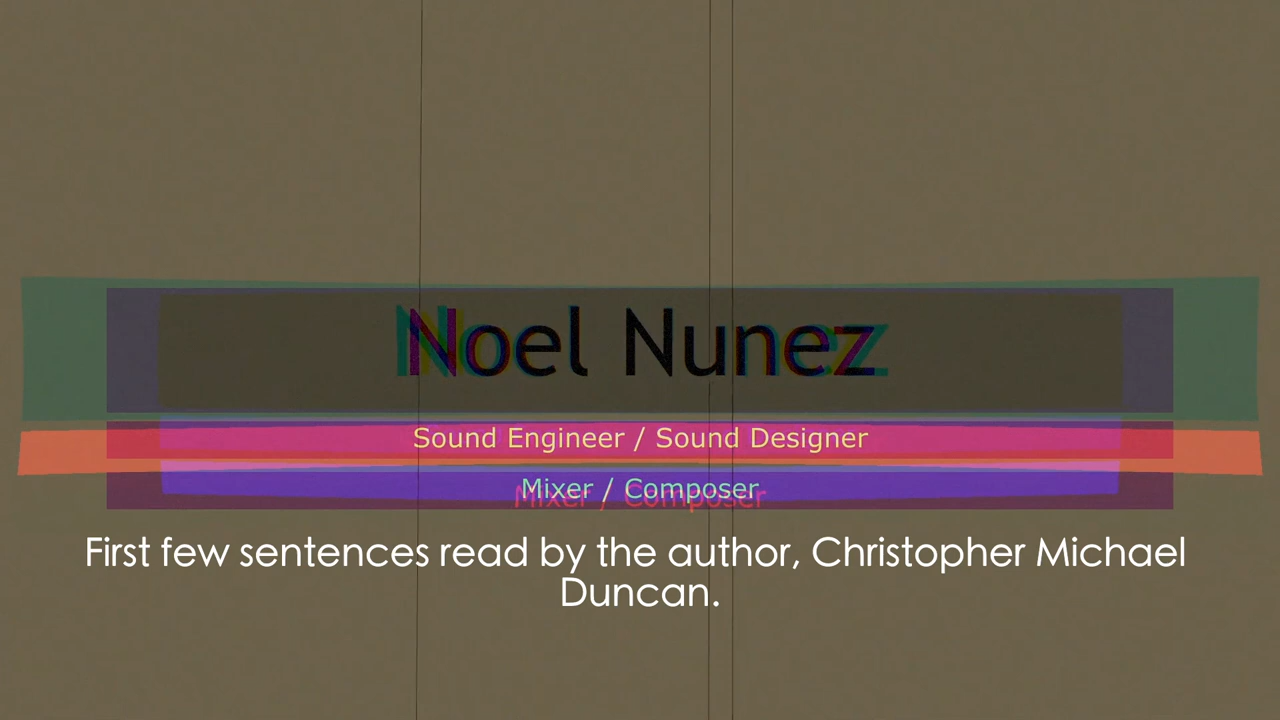 Noel Nunez
Sound Engineer / Sound Designer
Mixer / Composer
First few sentences read by the author, Christopher Michael
Duncan.